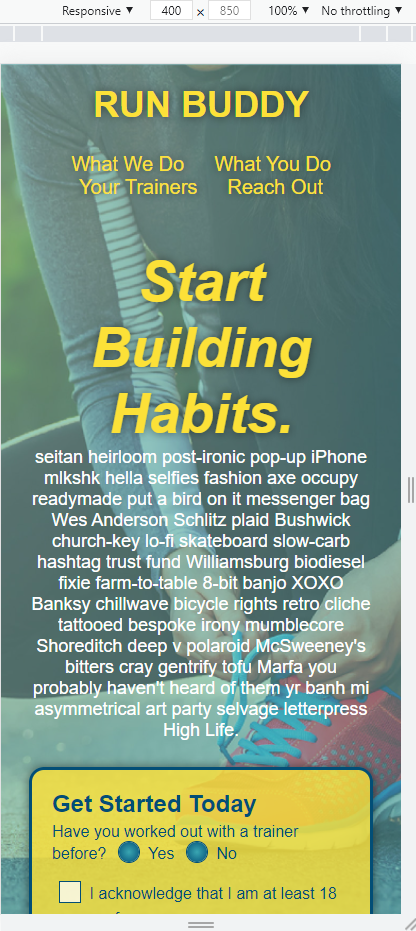 Responsive ▼ 400 × 850 100% ▼ No throttling ▼
RUN BUDDY
What We Do What You Do
Your Trainers Reach Out
Start
Building
Habits.
seitan heirloom post-ironic pop-up iPhone
mlkshk hella selfies fashion axe occupy
readymade put a bird on it messenger bag
Wes Anderson Schlitz plaid Bushwick
church-key lo-fi skateboard slow-carb
hashtag trust fund Williamsburg biodiesel
fixie farm-to-table 8-bit banjo XOXO
Banksy chillwave bicycle rights retro cliche
tattooed bespoke irony mumblecore
Shoreditch deep v polaroid McSweeney's
bitters cray gentrify tofu Marfa you
probably haven't heard of them yr banh mi
asymmetrical art party selvage letterpress
High Life.
Get Started Today
Have you worked out with a trainer
before? Yes No
I acknowledge that I am at least 18